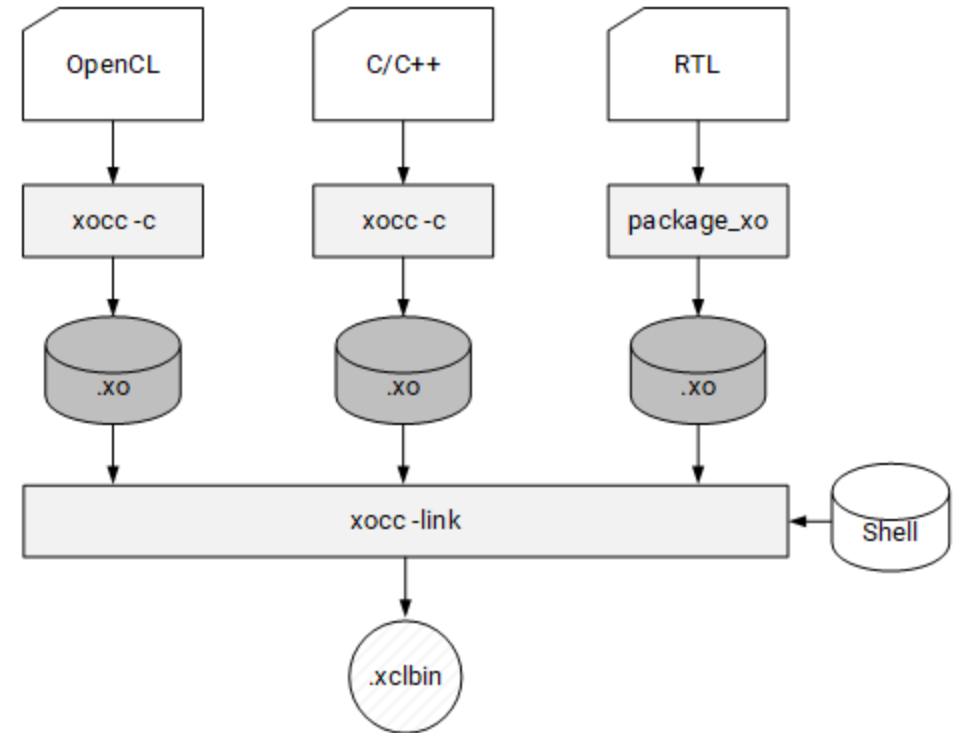 OpenCL
C/C++
RTL
xocc -c
xocc -c
package_xo
.xo
.xo
.xo
xocc -link
Shell
.xclbin